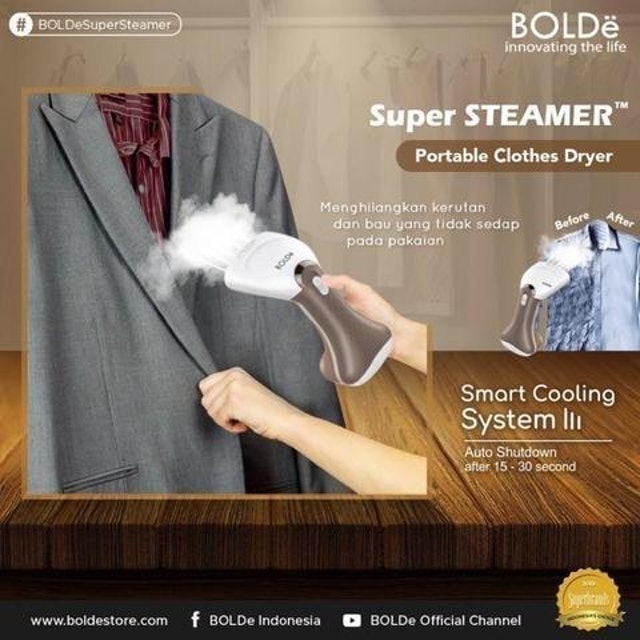 # BOLDeSuperSteamer
BOLDë
innovating the life
Super STEAMER™
Portable Clothes Dryer
Menghilangkan kerutan
dan bau yang tidak sedap
pada pakaian
Before After
BOLDe
Smart Cooling
System
Auto Shutdown
after 15 - 30 second
Superbrands
www.boldestore.com
BOLDe Indonesia
BOLDe Official Channel